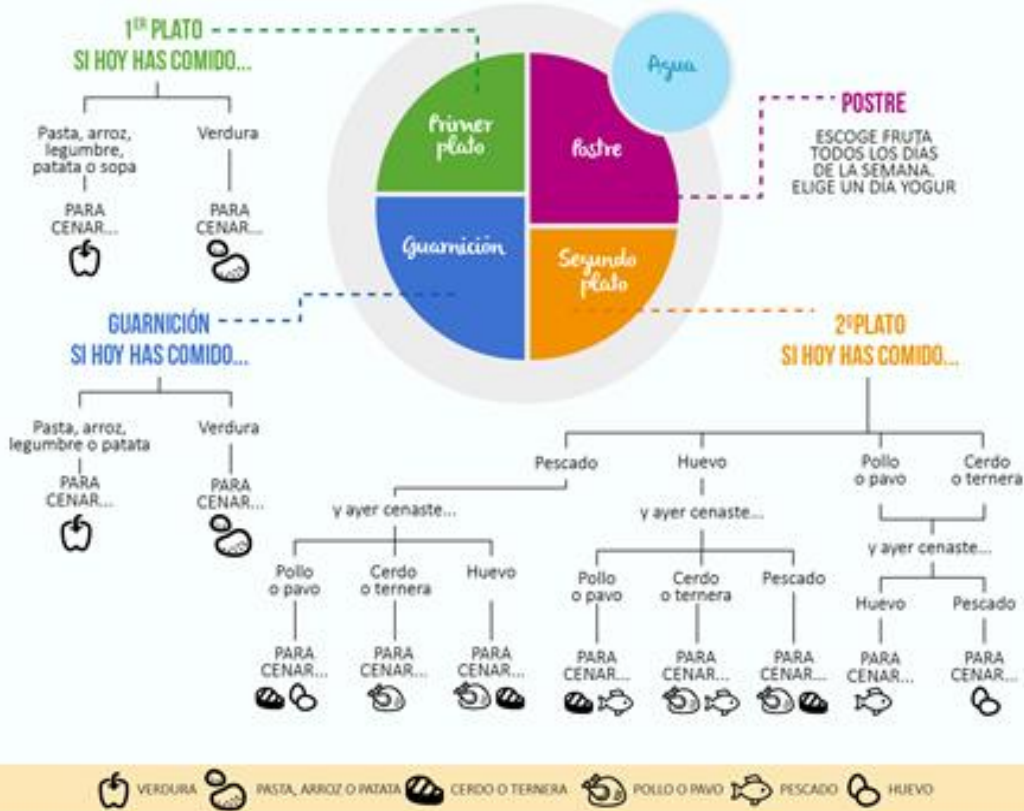 1ER PLATO
SI HOY HAS COMIDO...
Pasta, arroz,
legumbre,
patata o sopa
PARA
CENAR...
Verdura
PARA
CENAR...
Primer
plato
Postre
Agua
Guarnición
Segundo
plato
POSTRE
ESCOGE FRUTA
TODOS LOS DÍAS
DE LA SEMANA.
ELIGE UN DÍA YOGUR
GUARNICIÓN
SI HOY HAS COMIDO...
Pasta, arroz,
legumbre o patata
PARA
CENAR...
Verdura
PARA
CENAR...
2ºPLATO
SI HOY HAS COMIDO...
Pescado
y ayer cenaste...
Pollo
o pavo
PARA
CENAR...
Cerdo
o ternera
PARA
CENAR...
Huevo
PARA
CENAR...
Huevo
y ayer cenaste...
Pollo
o pavo
PARA
CENAR...
Cerdo
o ternera
PARA
CENAR...
Pescado
PARA
CENAR...
Pollo
o pavo
Cerdo
o ternera
y ayer cenaste...
Huevo
PARA
CENAR...
Pescado
PARA
CENAR...
VERDURA
PASTA, ARROZ O PATATA
CERDO O TERNERA
POLLO O PAVO
PESCADO
HUEVO